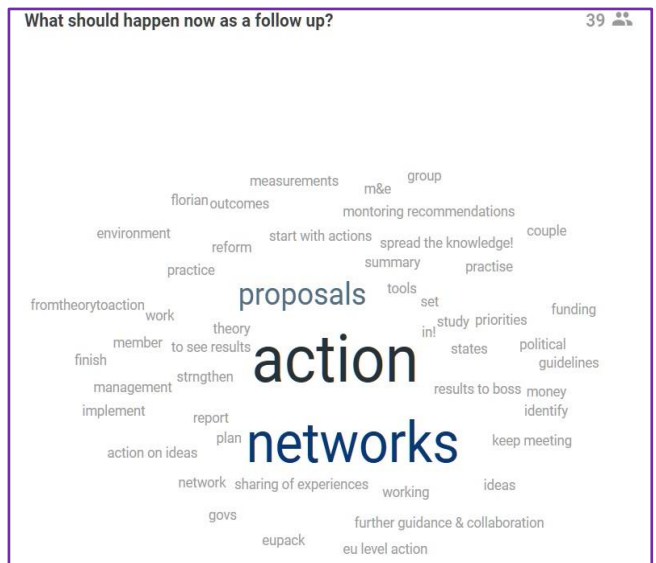 What should happen now as a follow up?
39
group
measurements
m&e
florian
outcomes
montoring recommendations
environment
couple
start with actions
spread the knowledge!
reform
summary
practise
practice
proposals
tools
set
fromtheorytoaction
work
funding
study
priorities
in!
theory
member
to see results
action
states
political
finish
guidelines
strngthen
management
results to boss
money
implement
identify
report
plan
networks
keep meeting
action on ideas
network
sharing of experiences
working
ideas
govs
further guidance & collaboration
eupack
eu level action